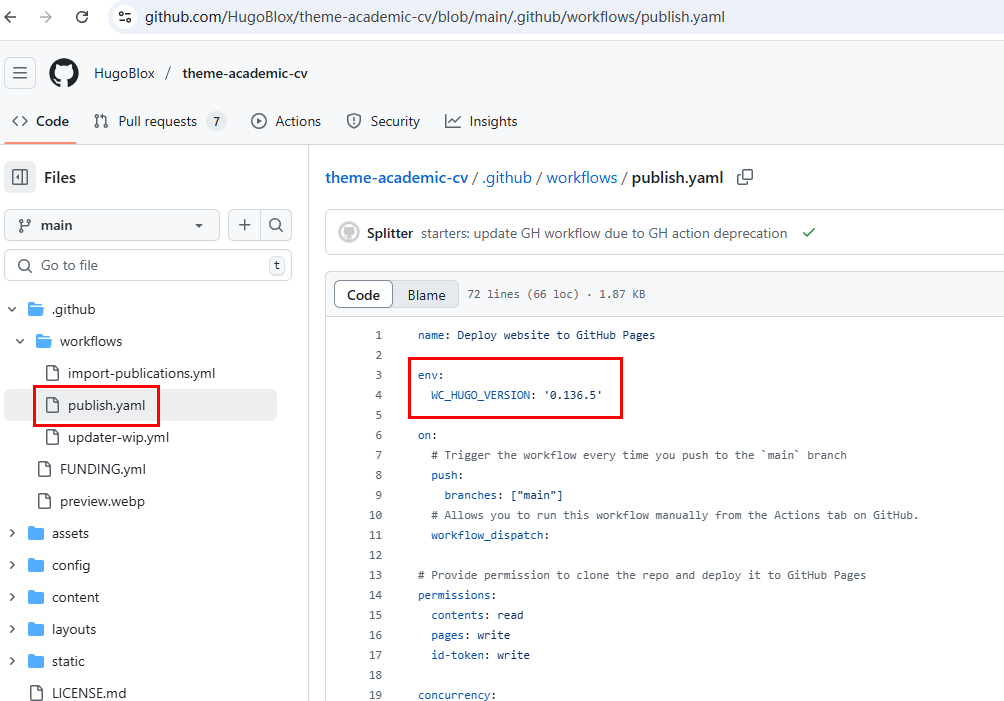 github.com/HugoBlox/theme-academic-cv/blob/main/.github/workflows/publish.yaml
HugoBlox / theme-academic-cv
Code Pull requests 7 Actions Security Insights
Files
main
Go to file t
.github
workflows
import-publications.yml
publish.yaml
updater-wip.yml
FUNDING.yml
preview.webp
assets
config
content
layouts
static
LICENSE.md
theme-academic-cv / .github / workflows / publish.yaml
Splitter starters: update GH workflow due to GH action deprecation
Code Blame 72 lines (66 loc) · 1.87 KB
1 name: Deploy website to GitHub Pages
2
3 env:
4 WC_HUGO_VERSION: '0.136.5'
5
6 on:
7 # Trigger the workflow every time you push to the `main` branch
8 push:
9 branches: ["main"]
10 # Allows you to run this workflow manually from the Actions tab on GitHub.
11 workflow_dispatch:
12
13 # Provide permission to clone the repo and deploy it to GitHub Pages
14 permissions:
15 contents: read
16 pages: write
17 id-token: write
18
19 concurrency: